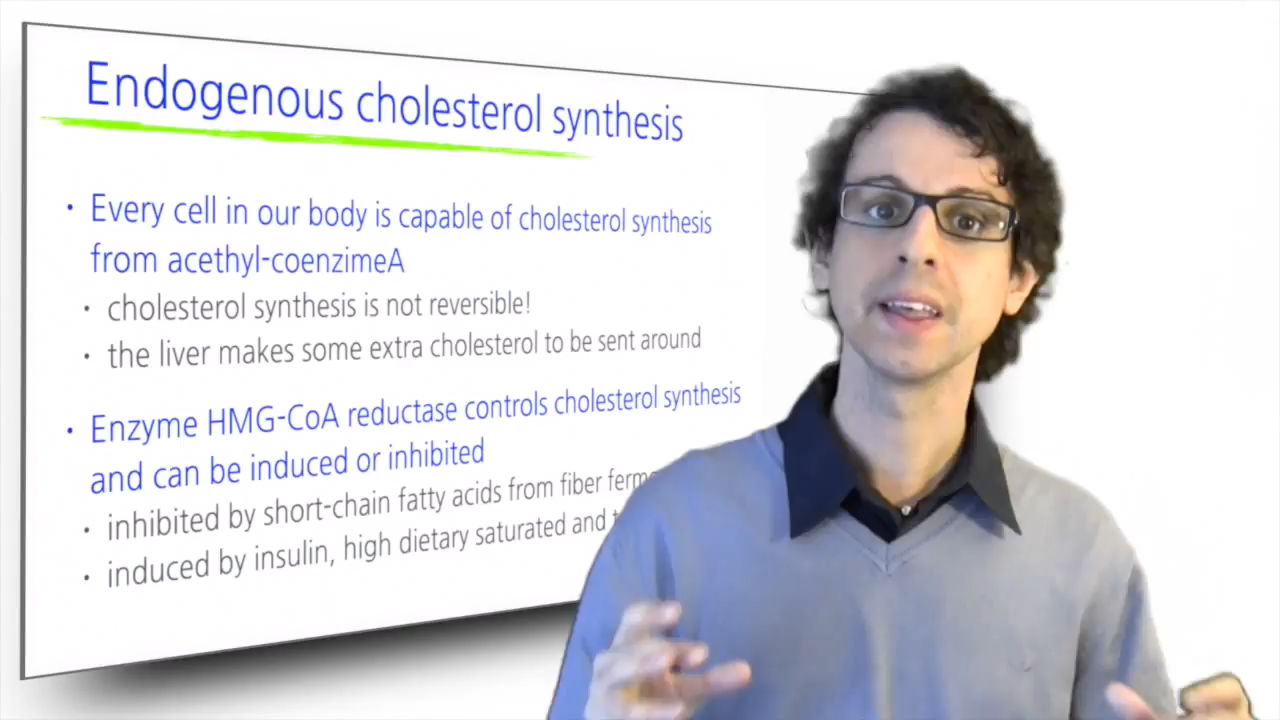 Endogenous cholesterol synthesis
• Every cell in our body is capable of cholesterol synthesis
from acethyl-coenzimeA
• cholesterol synthesis is not reversible!
• the liver makes some extra cholesterol to be sent around
• Enzyme HMG-CoA reductase controls cholesterol synthesis
and can be induced or inhibited
• inhibited by short-chain fatty acids from fiber
• induced by insulin, high dietary saturated and